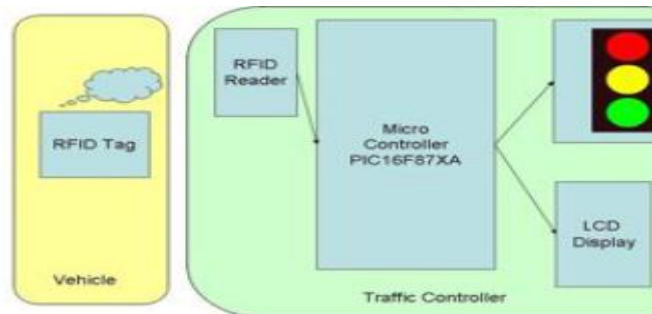 RFID Tag
Vehicle
RFID
Reader
Micro
Controller
PIC16F87XA
LCD
Display
Traffic Controller